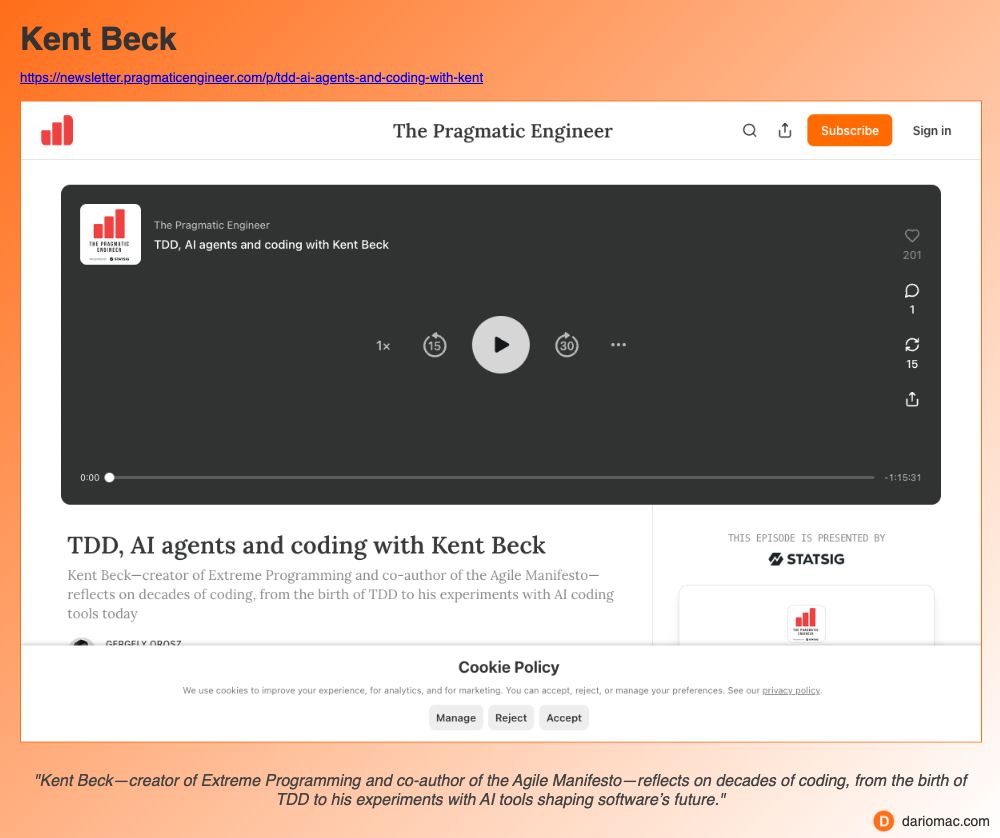 Kent Beck
https://newsletter.pragmaticengineer.com/p/tdd-ai-agents-and-coding-with-kent
The Pragmatic Engineer
Subscribe
Sign in
THE PRAGMATIC
ENGINEER
STATSIG
The Pragmatic Engineer
TDD, AI agents and coding with Kent Beck
201
1
15
1×
15
30
0:00
-1:15:31
TDD, AI agents and coding with Kent Beck
Kent Beck—creator of Extreme Programming and co-author of the Agile Manifesto—
reflects on decades of coding, from the birth of TDD to his experiments with AI coding
tools today
GERGELY OROSZ
THIS EPISODE IS PRESENTED BY
STATSIG
Cookie Policy
We use cookies to improve your experience, for analytics, and for marketing. You can accept, reject, or manage your preferences. See our privacy policy.
Manage
Reject
Accept
"Kent Beck—creator of Extreme Programming and co-author of the Agile Manifesto—reflects on decades of coding, from the birth of
TDD to his experiments with AI tools shaping software's future."
D dariomac.com